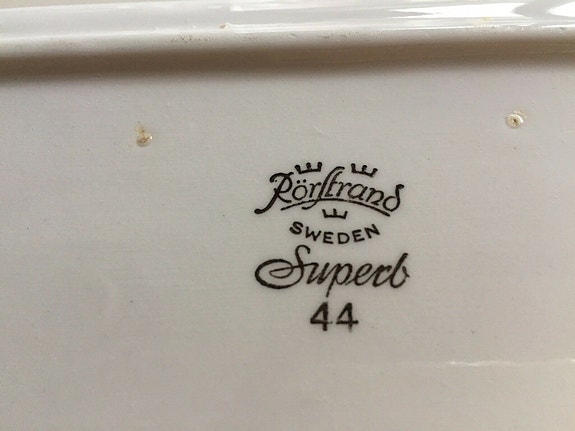 Rörstrand
SWEDEN
Superb
44